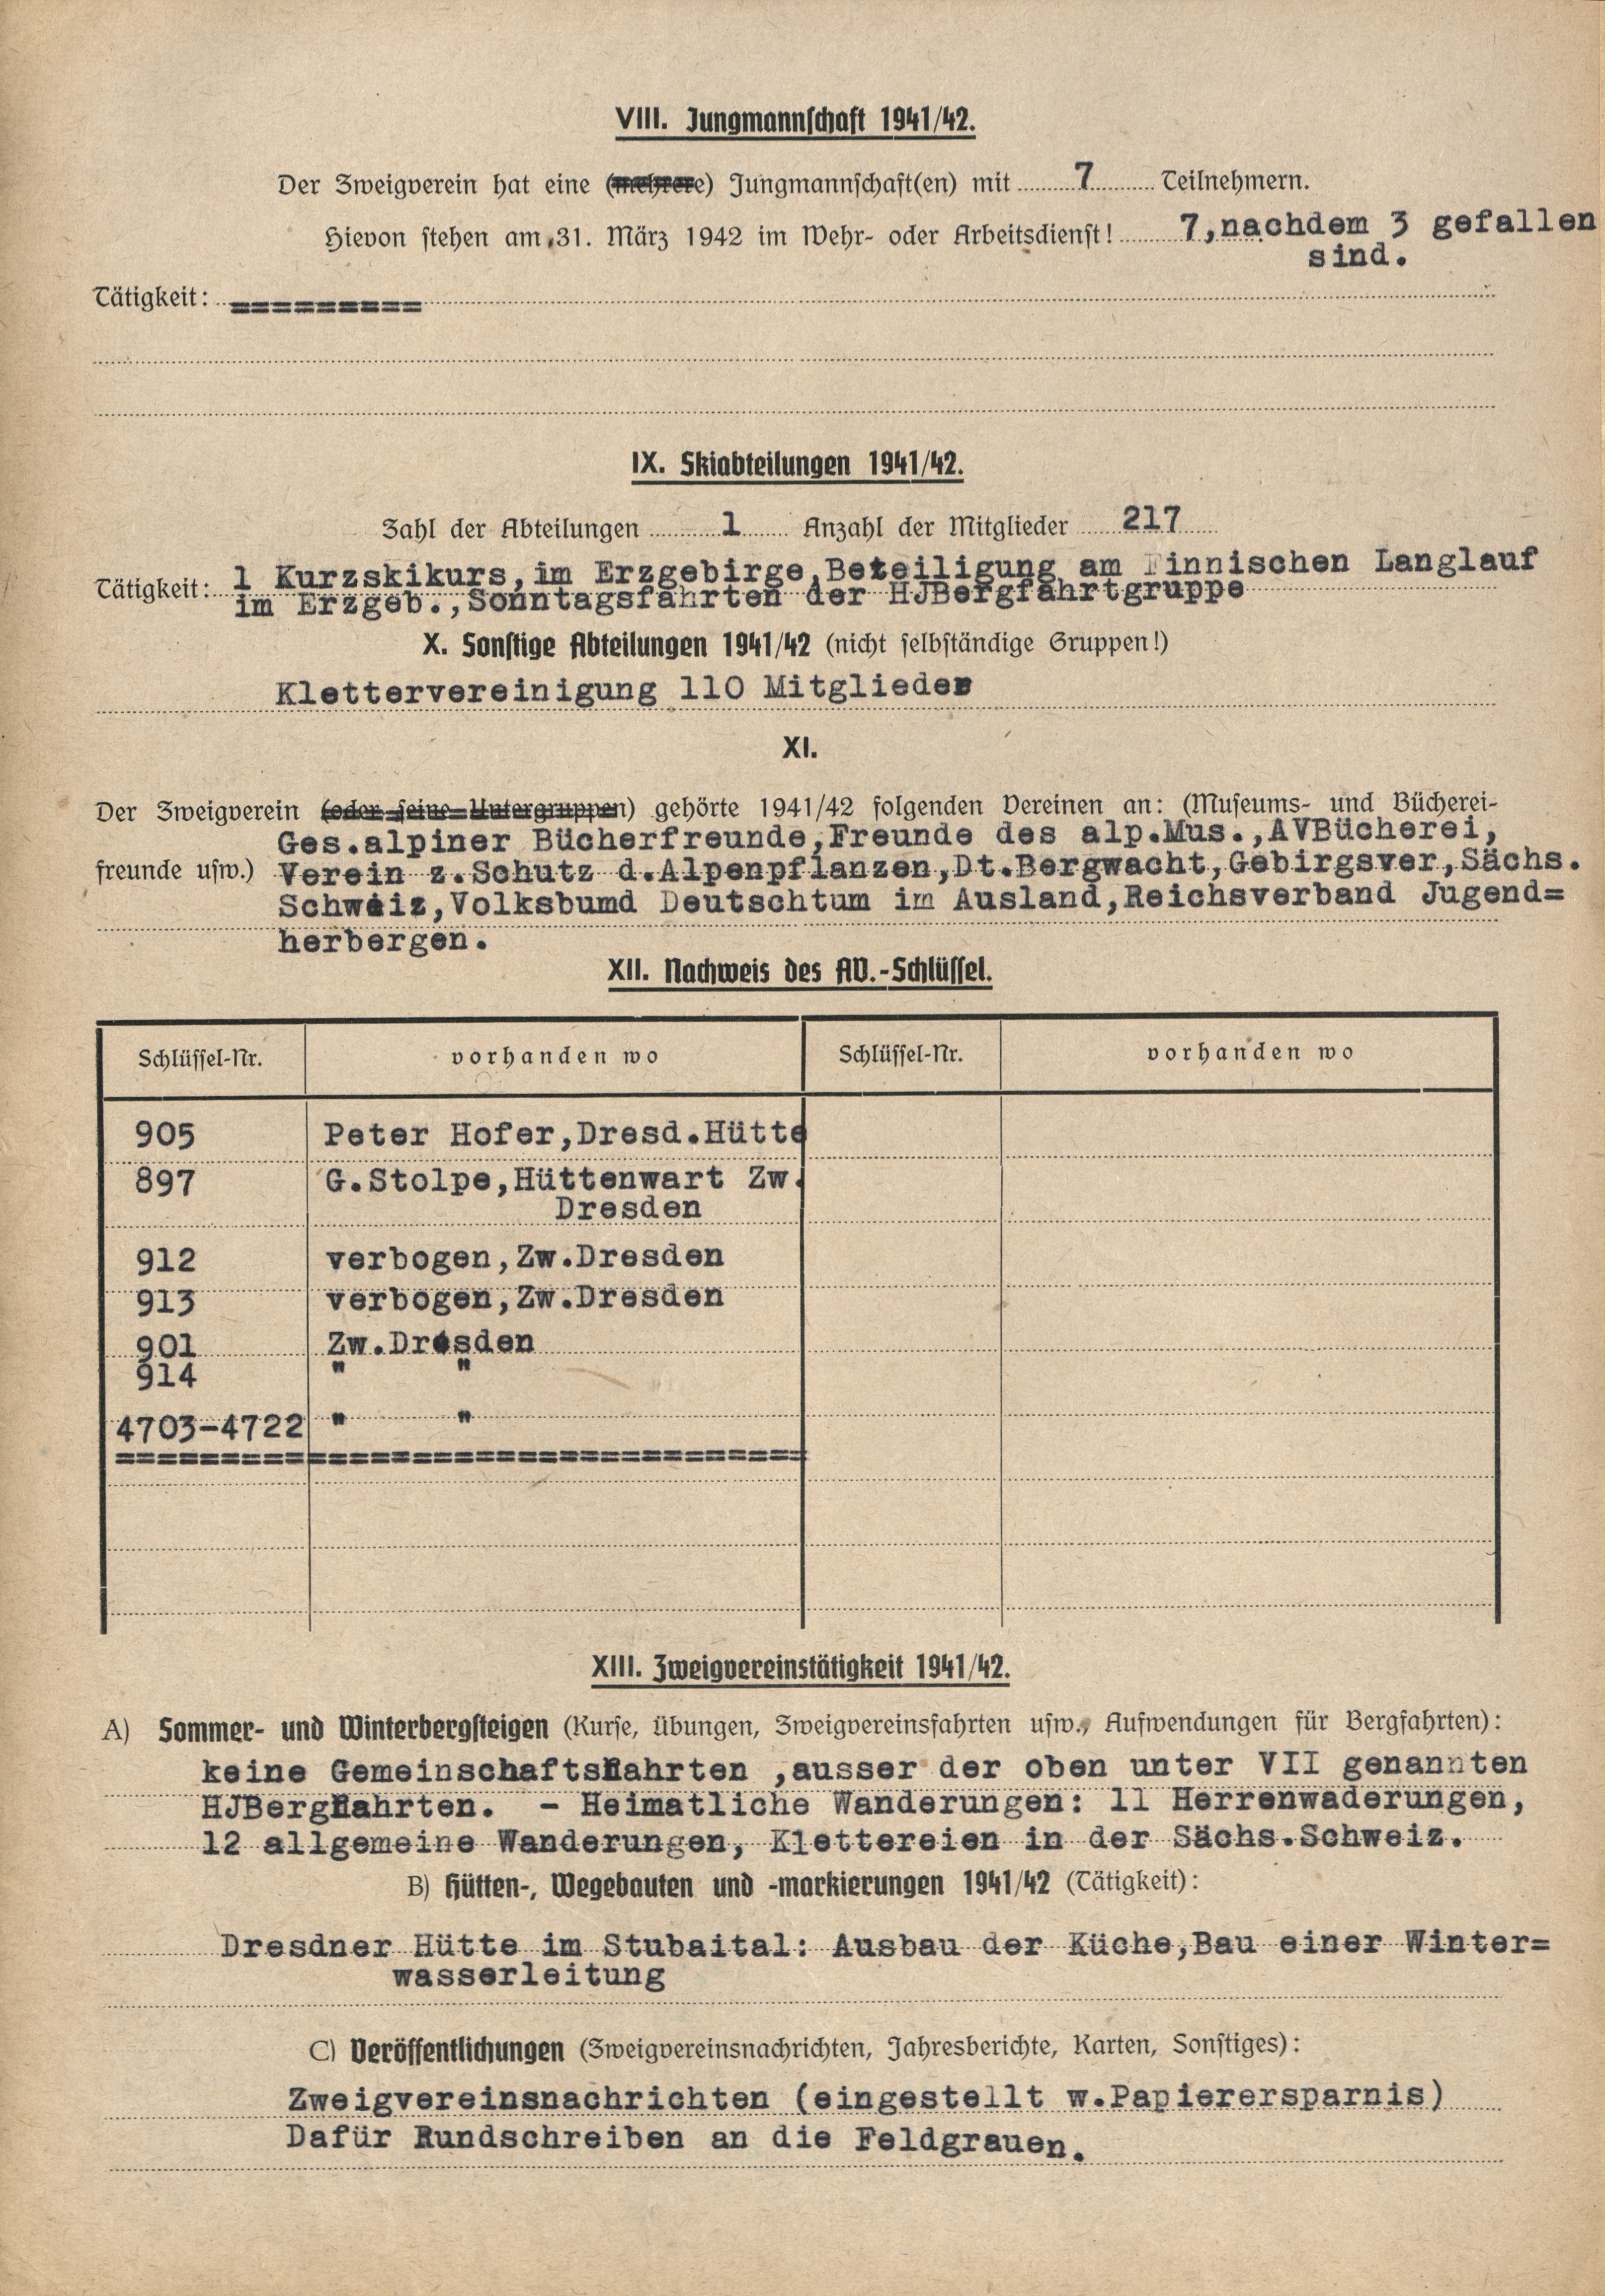 VIII. Jungmannschaft 1941/42.
Der Zweigverein hat eine (mehrere) Jungmannschaft(en) mit 7 Teilnehmern.
Hievon stehen am 31. März 1942 im Wehr- oder Arbeitsdienst! 7,nachdem 3 gefallen
sind.
Tätigkeit: =========
IX. Skiabteilungen 1941/42.
Zahl der Abteilungen 1 Anzahl der Mitglieder 217
1 Kurzskikurs, im Erzgebirge,Beteiligung am Finnischen Langlauf
Tätigkeit: im Erzgeb.,Sonntagsfahrten der HJBergfahrtgruppe
X. Sonstige Abteilungen 1941/42 (nicht selbständige Gruppen!)
Klettervereinigung 110 Mitglieder
XI.
Der Zweigverein (oder seine Untergruppen) gehörte 1941/42 folgenden Vereinen an: (Museums- und Bücherei-
Ges.alpiner Bücherfreunde,Freunde des alp.Mus.,AVBücherei,
freunde usw.) Verein z.Schutz d.Alpenpflanzen,Dt.Bergwacht,Gebirgsver,Sächs.
Schweiz,Volksbumd Deutschtum im Ausland,Reichsverband Jugend=
herbergen.
XII. Nachweis des AV.-Schlüssel.
Schlüssel-Nr. vorhanden wo Schlüssel-Nr. vorhanden wo
905 Peter Hofer,Dresd.Hütte
897 G.Stolpe,Hüttenwart Zw.
Dresden
912 verbogen,Zw.Dresden
913 verbogen,Zw.Dresden
901 Zw.Dresden
914 " "
4703-4722 " "
=================================
XIII. Zweigvereinstätigkeit 1941/42.
A) Sommer- und Winterbergsteigen (Kurse, Übungen, Zweigvereinsfahrten usw., Aufwendungen für Bergfahrten):
keine Gemeinschaftsfahrten ,ausser der oben unter VII genannten
HJBergfahrten. - Heimatliche Wanderungen: 11 Herrenwaderungen,
12 allgemeine Wanderungen, Klettereien in der Sächs.Schweiz.
B) Hütten-, Wegebauten und -markierungen 1941/42 (Tätigkeit):
Dresdner Hütte im Stubaital: Ausbau der Küche,Bau einer Winter=
wasserleitung
C) Veröffentlichungen (Zweigvereinsnachrichten, Jahresberichte, Karten, Sonstiges):
Zweigvereinsnachrichten (eingestellt w.Papierersparnis)
Dafür Rundschreiben an die Feldgrauen.